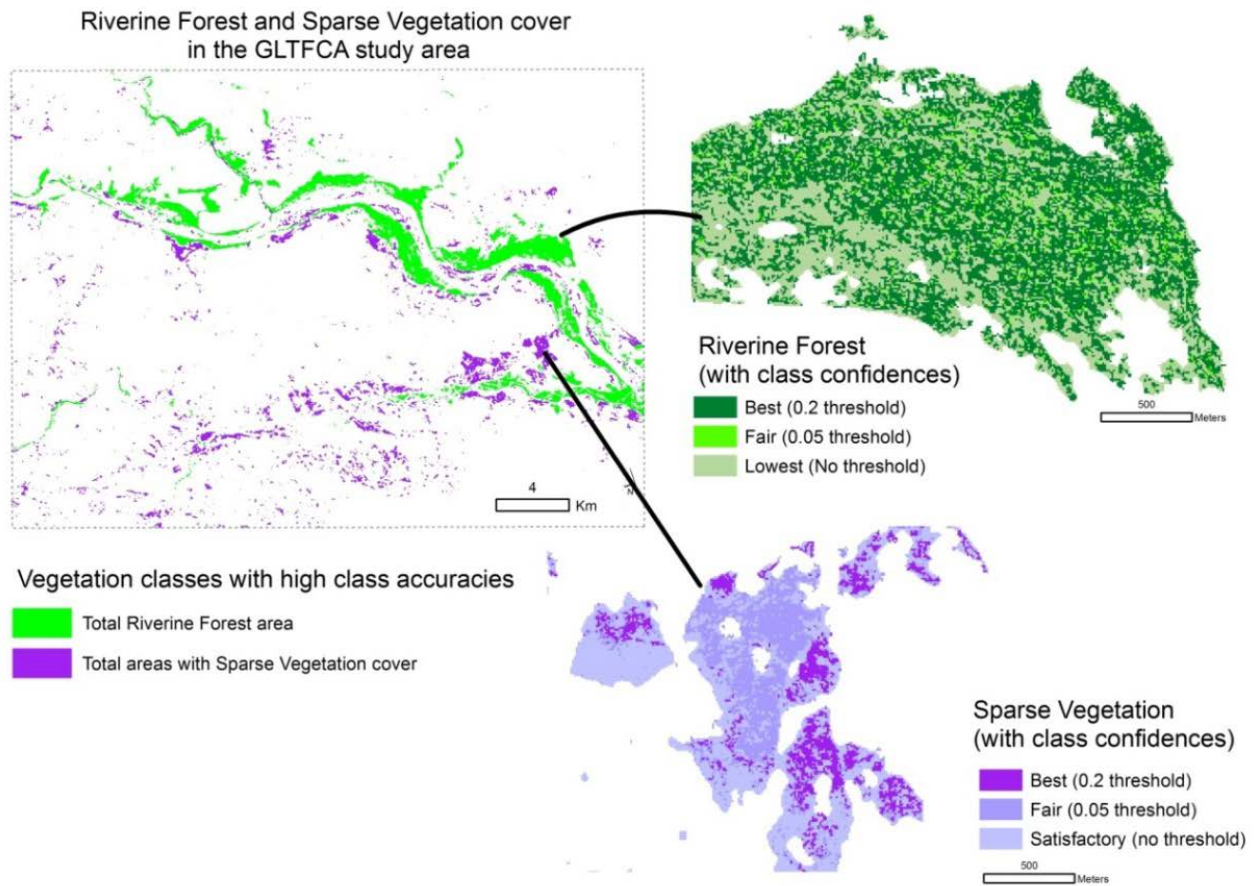 Riverine Forest and Sparse Vegetation cover
in the GLTFCA study area
4
Km
N
Riverine Forest
(with class confidences)
Best (0.2 threshold)
Fair (0.05 threshold)
Lowest (No threshold)
500
Meters
Vegetation classes with high class accuracies
Total Riverine Forest area
Total areas with Sparse Vegetation cover
Sparse Vegetation
(with class confidences)
Best (0.2 threshold)
Fair (0.05 threshold)
Satisfactory (no threshold)
500
Meters